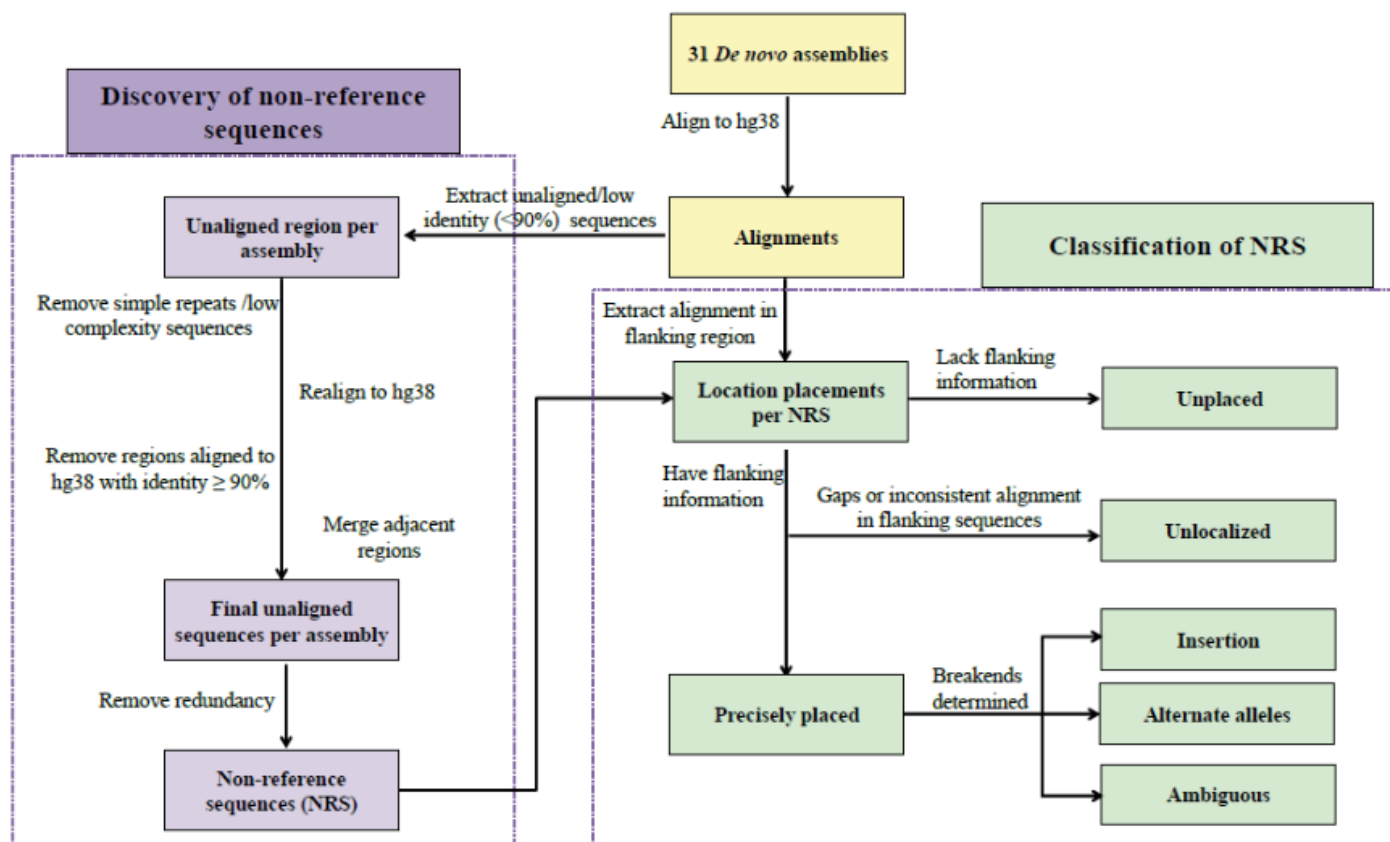 31 De novo assemblies
Discovery of non-reference
sequences
Align to hg38
Extract unaligned/low
identity (<90%) sequences
Unaligned region per
assembly
Alignments
Classification of NRS
Remove simple repeats /low
complexity sequences
Extract alignment in
flanking region
Realign to hg38
Location placements
per NRS
Lack flanking
information
Unplaced
Remove regions aligned to
hg38 with identity ≥ 90%
Have flanking
information
Gaps or inconsistent alignment
in flanking sequences
Unlocalized
Merge adjacent
regions
Final unaligned
sequences per assembly
Insertion
Remove redundancy
Precisely placed
Breakends
determined
Alternate alleles
Non-reference
sequences (NRS)
Ambiguous